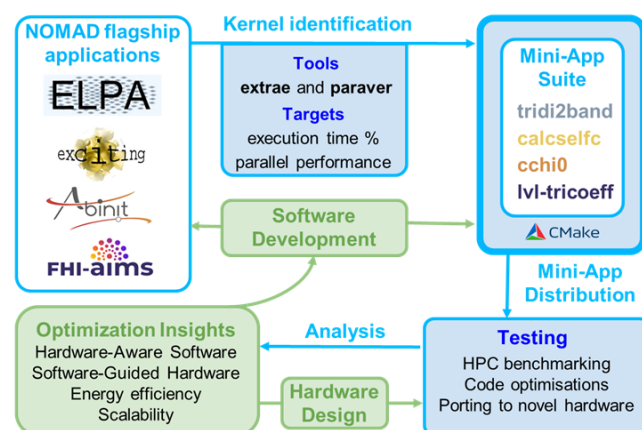 NOMAD flagship
applications
ELPA
exciting
Abinit
FHI-aims
Kernel identification
Tools
extrae and paraver
Targets
execution time %
parallel performance
Mini-App
Suite
tridi2band
calcselfc
cchi0
lvl-tricoeff
CMake
Software
Development
Mini-App
Distribution
Optimization Insights
Hardware-Aware Software
Software-Guided Hardware
Energy efficiency
Scalability
Analysis
Hardware
Design
Testing
HPC benchmarking
Code optimisations
Porting to novel hardware